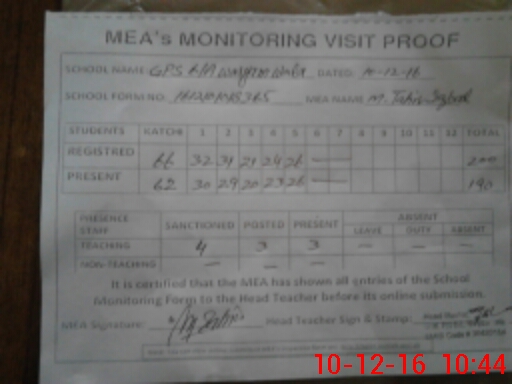 MEA's MONITORING VISIT PROOF
SCHOOL NAME GPS DATED: 10-12-16
SCHOOL FORM NO. MEA NAME M.
STUDENTS KATCHI 1 2 3 4 5 6 7 8 9 10 11 12 TOTAL
REGISTRED 66 32 31 21 24 26 — 200
PRESENT 62 30 29 20 23 26 — 190
PRESENCE STAFF SANCTIONED POSTED PRESENT ABSENT
LEAVE DUTY ABSENT
TEACHING 4 3 3 — — —
NON-TEACHING — — —
It is certified that the MEA has shown all entries of the School
Monitoring Form to the Head Teacher before its online submission.
MEA Signature: Head Teacher Sign & Stamp:
10-12-16 10:44